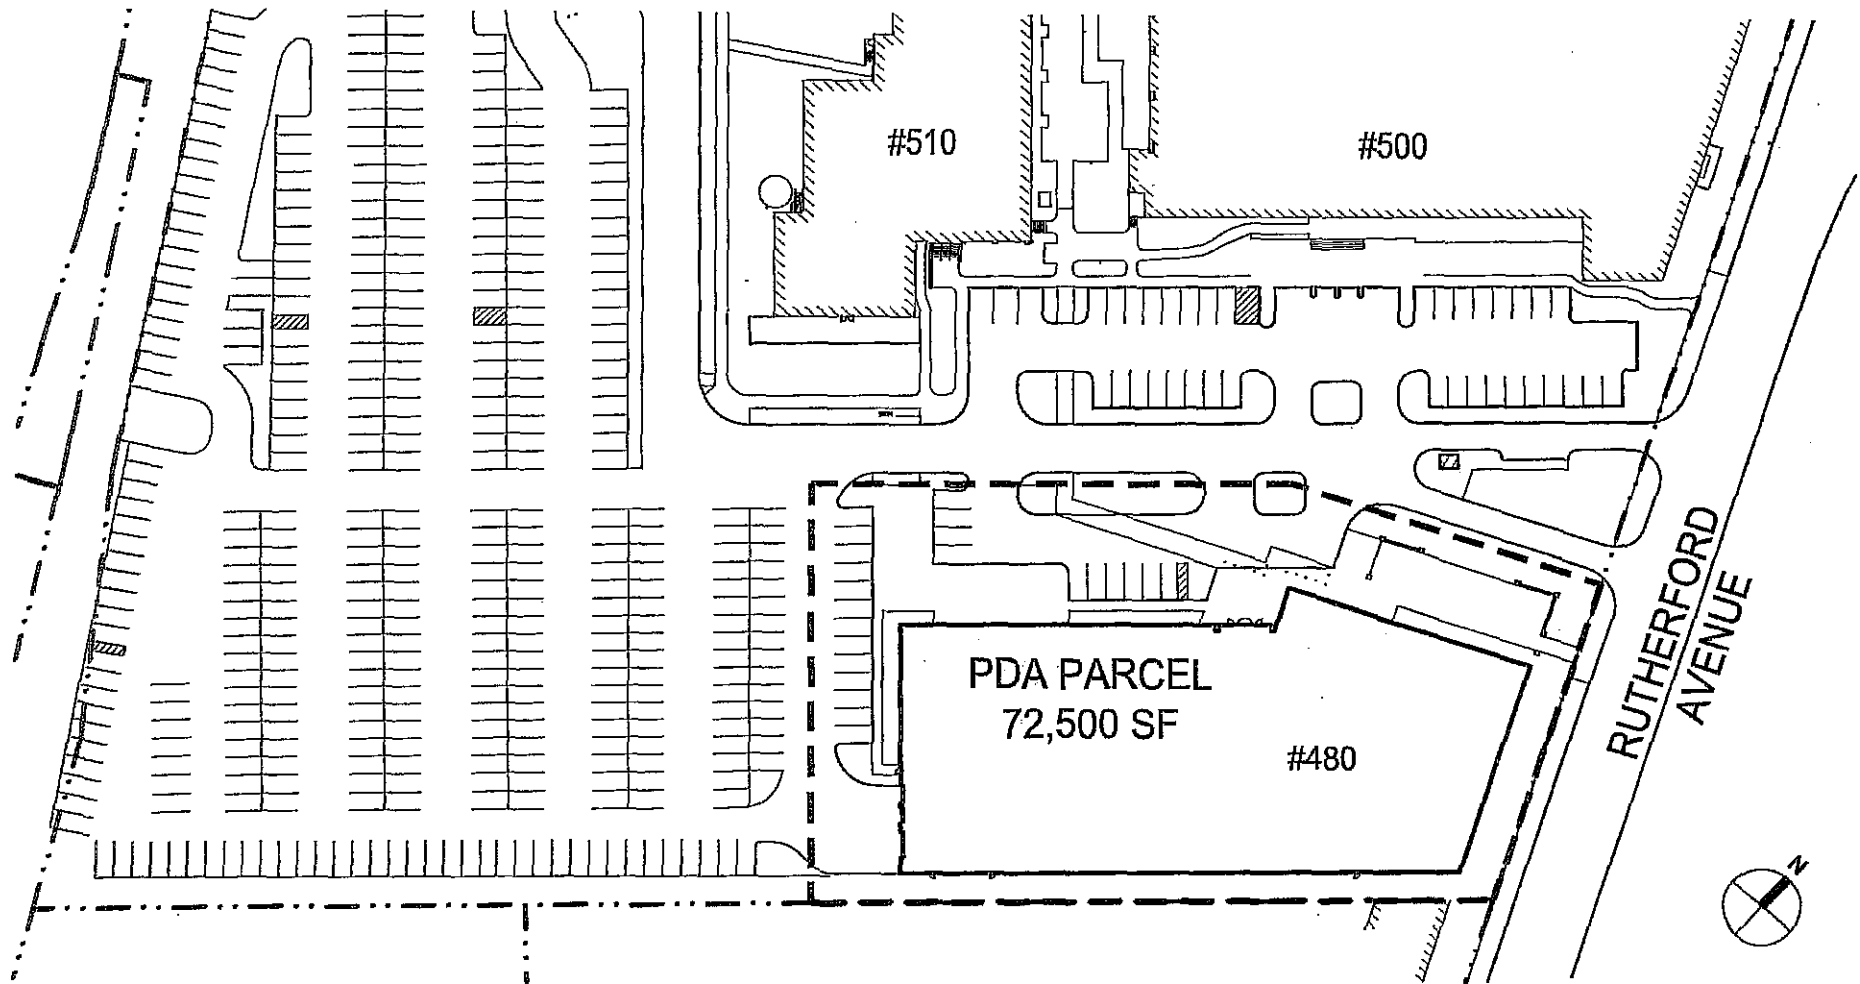 #510
#500
PDA PARCEL
72,500 SF
#480
RUTHERFORD
AVENUE
N